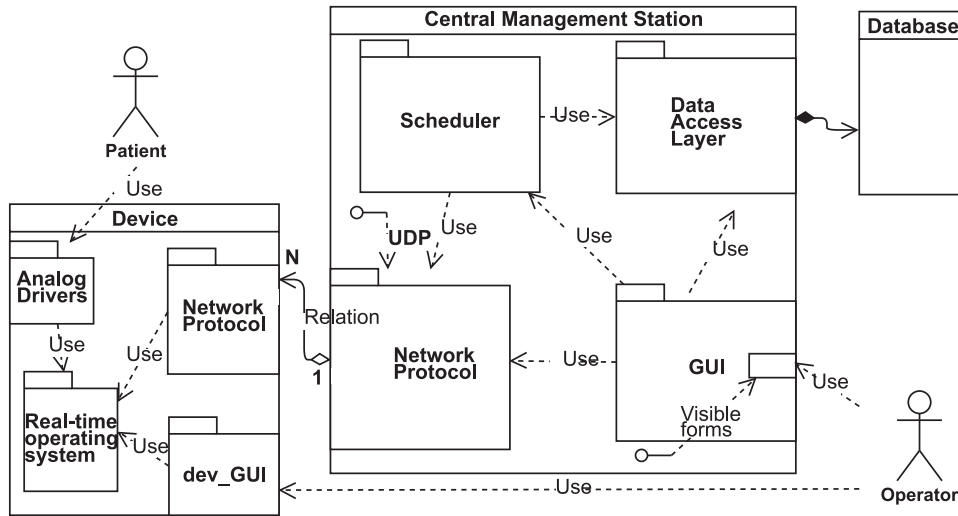 Central Management Station
Database
Scheduler
Use
Data
Access
Layer
Patient
Use
Device
UDP
Use
Use
Use
N
Analog
Drivers
Network
Protocol
Relation
Use
Use
1
Network
Protocol
Use
GUI
Use
Real-time
operating
system
Use
dev_GUI
Visible
forms
Use
Operator